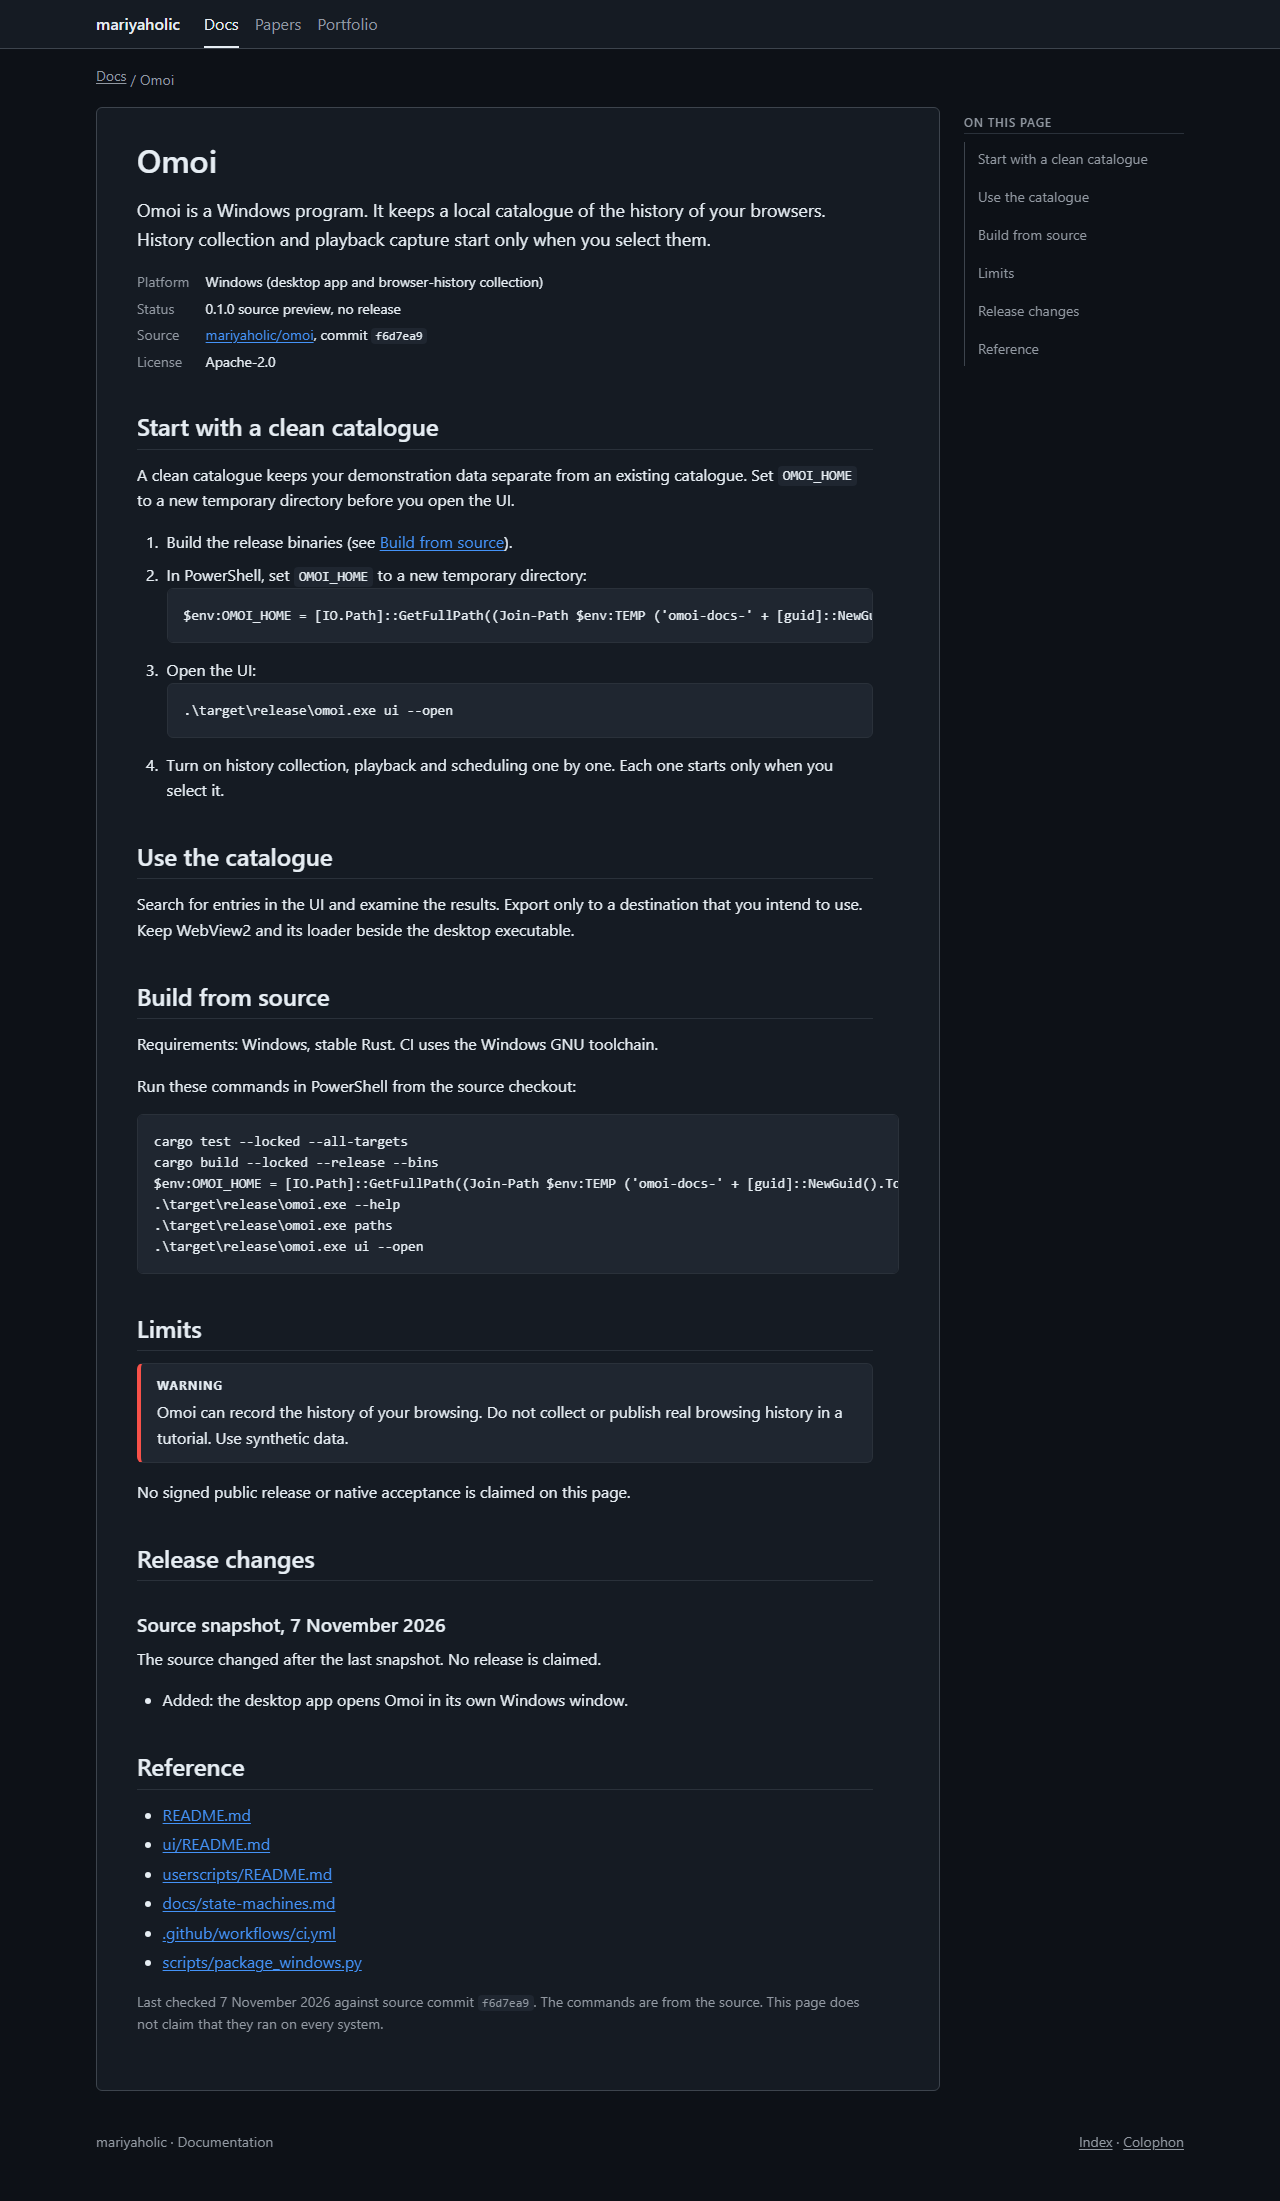 mariyaholic Docs Papers Portfolio
Docs / Omoi
Omoi
Omoi is a Windows program. It keeps a local catalogue of the history of your browsers.
History collection and playback capture start only when you select them.
Platform Windows (desktop app and browser-history collection)
Status 0.1.0 source preview, no release
Source mariyaholic/omoi, commit f6d7ea9
License Apache-2.0
Start with a clean catalogue
A clean catalogue keeps your demonstration data separate from an existing catalogue. Set OMOI_HOME
to a new temporary directory before you open the UI.
1. Build the release binaries (see Build from source).
2. In PowerShell, set OMOI_HOME to a new temporary directory:
$env:OMOI_HOME = [IO.Path]::GetFullPath((Join-Path $env:TEMP ('omoi-docs-' + [guid]::NewGu
3. Open the UI:
.\target\release\omoi.exe ui --open
4. Turn on history collection, playback and scheduling one by one. Each one starts only when you
select it.
Use the catalogue
Search for entries in the UI and examine the results. Export only to a destination that you intend to use.
Keep WebView2 and its loader beside the desktop executable.
Build from source
Requirements: Windows, stable Rust. CI uses the Windows GNU toolchain.
Run these commands in PowerShell from the source checkout:
cargo test --locked --all-targets
cargo build --locked --release --bins
$env:OMOI_HOME = [IO.Path]::GetFullPath((Join-Path $env:TEMP ('omoi-docs-' + [guid]::NewGuid().To
.\target\release\omoi.exe --help
.\target\release\omoi.exe paths
.\target\release\omoi.exe ui --open
Limits
WARNING
Omoi can record the history of your browsing. Do not collect or publish real browsing history in a
tutorial. Use synthetic data.
No signed public release or native acceptance is claimed on this page.
Release changes
Source snapshot, 7 November 2026
The source changed after the last snapshot. No release is claimed.
• Added: the desktop app opens Omoi in its own Windows window.
Reference
• README.md
• ui/README.md
• userscripts/README.md
• docs/state-machines.md
• .github/workflows/ci.yml
• scripts/package_windows.py
Last checked 7 November 2026 against source commit f6d7ea9. The commands are from the source. This page does
not claim that they ran on every system.
ON THIS PAGE
Start with a clean catalogue
Use the catalogue
Build from source
Limits
Release changes
Reference
mariyaholic · Documentation
Index · Colophon